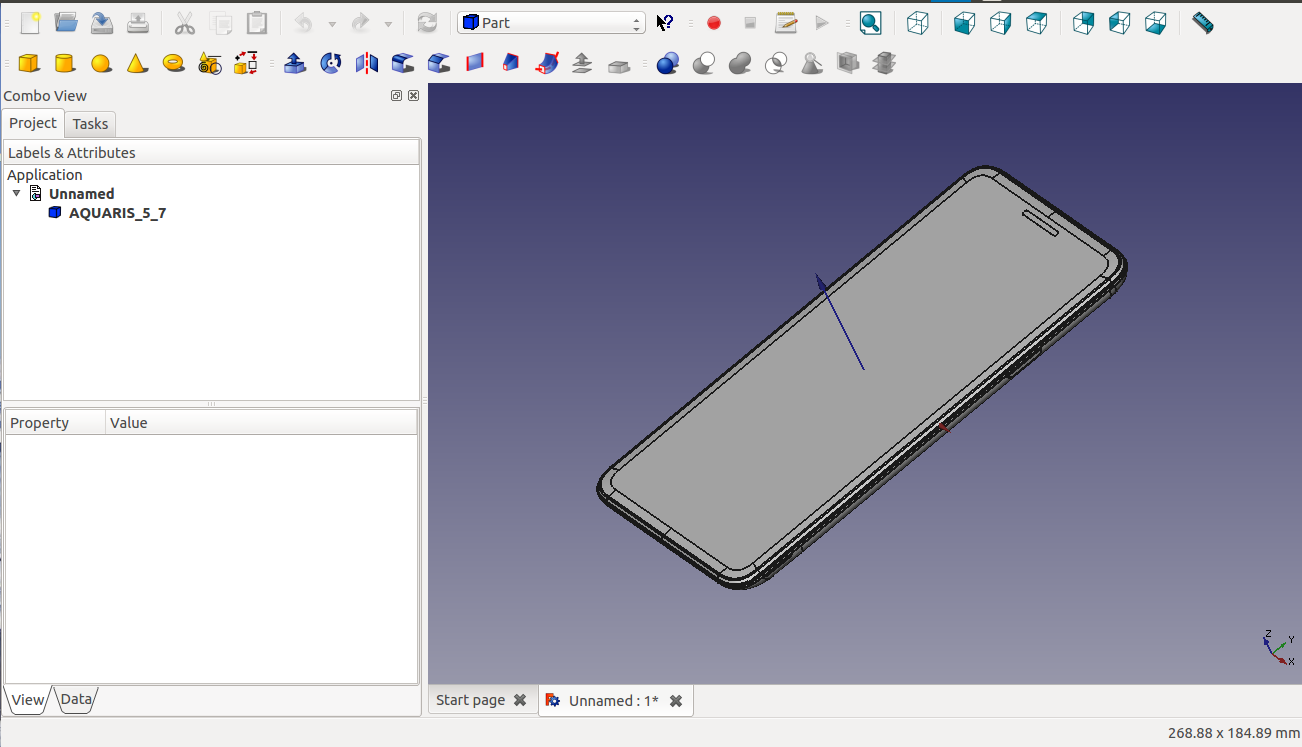 Part
Combo View
Project
Tasks
Labels & Attributes
Application
Unnamed
AQUARIS_5_7
Property
Value
Z
Y
X
View
Data
Start page
Unnamed : 1*
268.88 x 184.89 mm